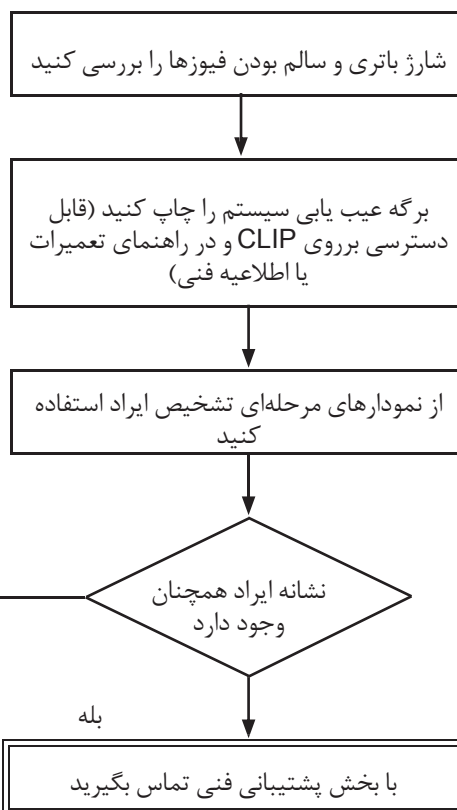 شارژ باتری و سالم بودن فیوزها را بررسی کنید
برگه عیب یابی سیستم را چاپ کنید (قابل
دسترسی برروی CLIP و در راهنمای تعمیرات
یا اطلاعیه فنی)
از نمودارهای مرحله‌ای تشخیص ایراد استفاده
کنید
نشانه ایراد همچنان
وجود دارد
بله
با بخش پشتیبانی فنی تماس بگیرید